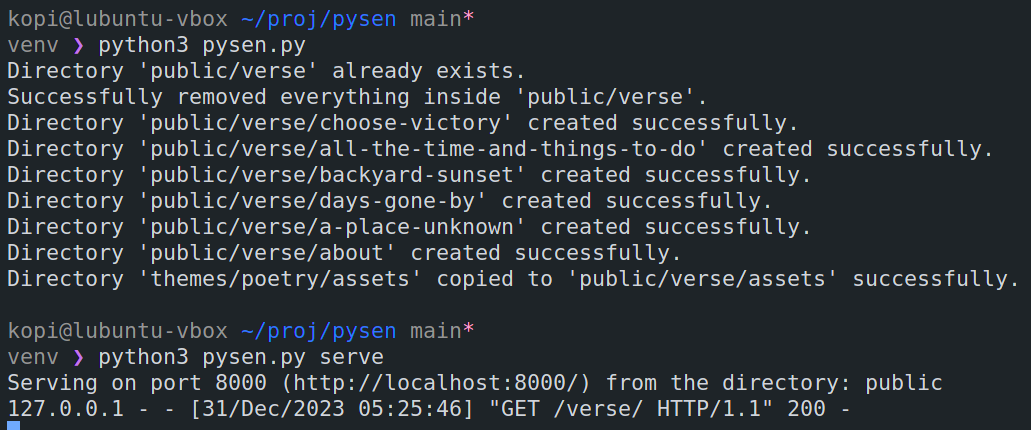 kopi@lubuntu-vbox ~/proj/pysen main*
venv ❯ python3 pysen.py
Directory 'public/verse' already exists.
Successfully removed everything inside 'public/verse'.
Directory 'public/verse/choose-victory' created successfully.
Directory 'public/verse/all-the-time-and-things-to-do' created successfully.
Directory 'public/verse/backyard-sunset' created successfully.
Directory 'public/verse/days-gone-by' created successfully.
Directory 'public/verse/a-place-unknown' created successfully.
Directory 'public/verse/about' created successfully.
Directory 'themes/poetry/assets' copied to 'public/verse/assets' successfully.
kopi@lubuntu-vbox ~/proj/pysen main*
venv ❯ python3 pysen.py serve
Serving on port 8000 (http://localhost:8000/) from the directory: public
127.0.0.1 - - [31/Dec/2023 05:25:46] "GET /verse/ HTTP/1.1" 200 -